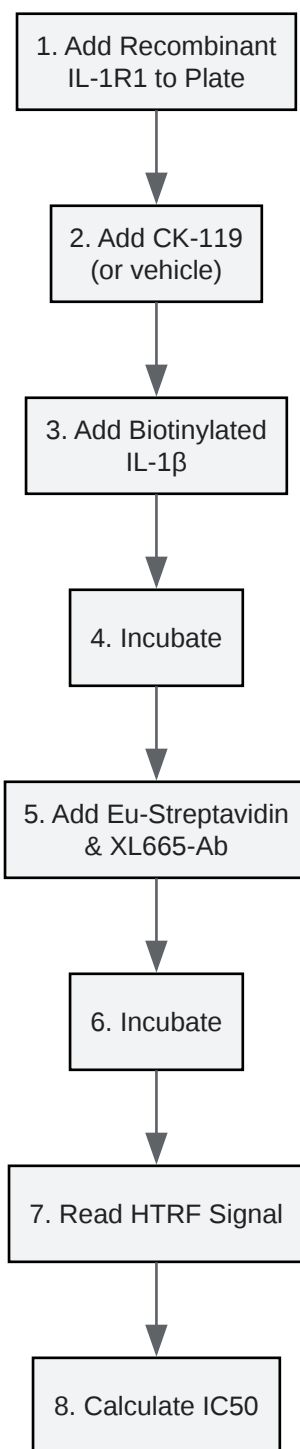 1. Add Recombinant
IL-1R1 to Plate
2. Add CK-119
(or vehicle)
3. Add Biotinylated
IL-1β
4. Incubate
5. Add Eu-Streptavidin
& XL665-Ab
6. Incubate
7. Read HTRF Signal
8. Calculate IC50